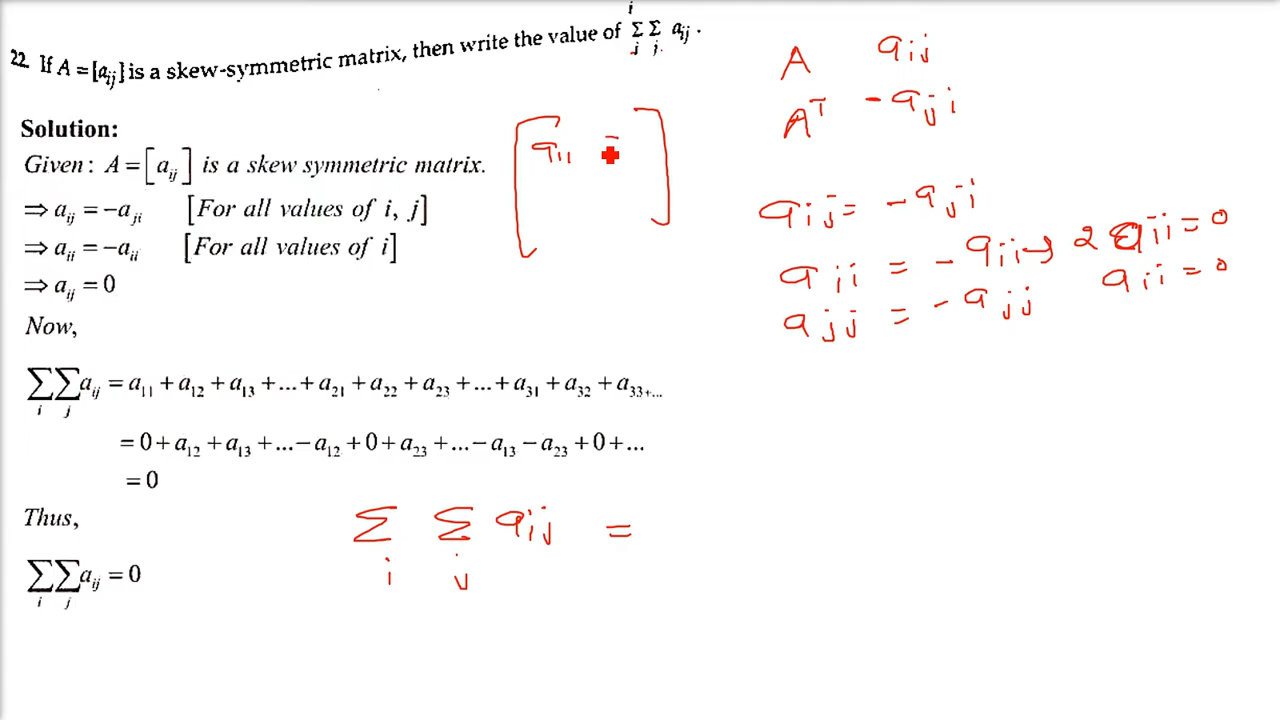 22. If A = [aij] is a skew-symmetric matrix, then write the value of Σ Σ aij .
i
i j
Solution:
Given : A = [aij] is a skew symmetric matrix.
⇒ aij = −aji [For all values of i, j]
⇒ aii = −aii [For all values of i]
⇒ aij = 0
Now,
Σ Σ aij = a11 + a12 + a13 + ... + a21 + a22 + a23 + ... + a31 + a32 + a33+...
i j
= 0 + a12 + a13 + ... − a12 + 0 + a23 + ... − a13 − a23 + 0 + ...
= 0
Thus,
Σ Σ aij = 0
i j
Σ Σ aij =
i j
[ a11 − ]
A aij
A^T −aji
aij = −aji
aii = −aii → 2 aii = 0
aii = 0
ajj = −ajj